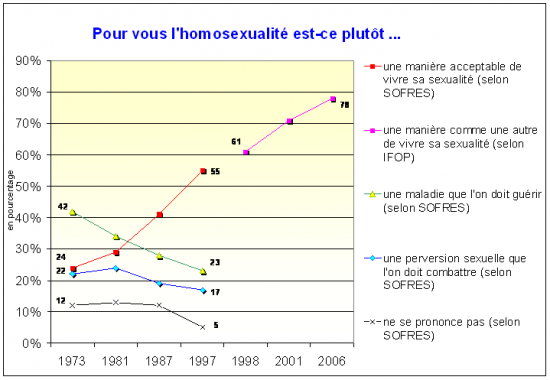 Pour vous l'homosexualité est-ce plutôt ...
en pourcentage
90%
80%
70%
60%
50%
40%
30%
20%
10%
0%
42
24
22
12
55
23
17
5
61
78
1973 1981 1987 1997 1998 2001 2006
une manière acceptable de
vivre sa sexualité (selon
SOFRES)
une manière comme une autre
de vivre sa sexualité (selon
IFOP)
une maladie que l'on doit guérir
(selon SOFRES)
une perversion sexuelle que
l'on doit combattre (selon
SOFRES)
ne se prononce pas (selon
SOFRES)